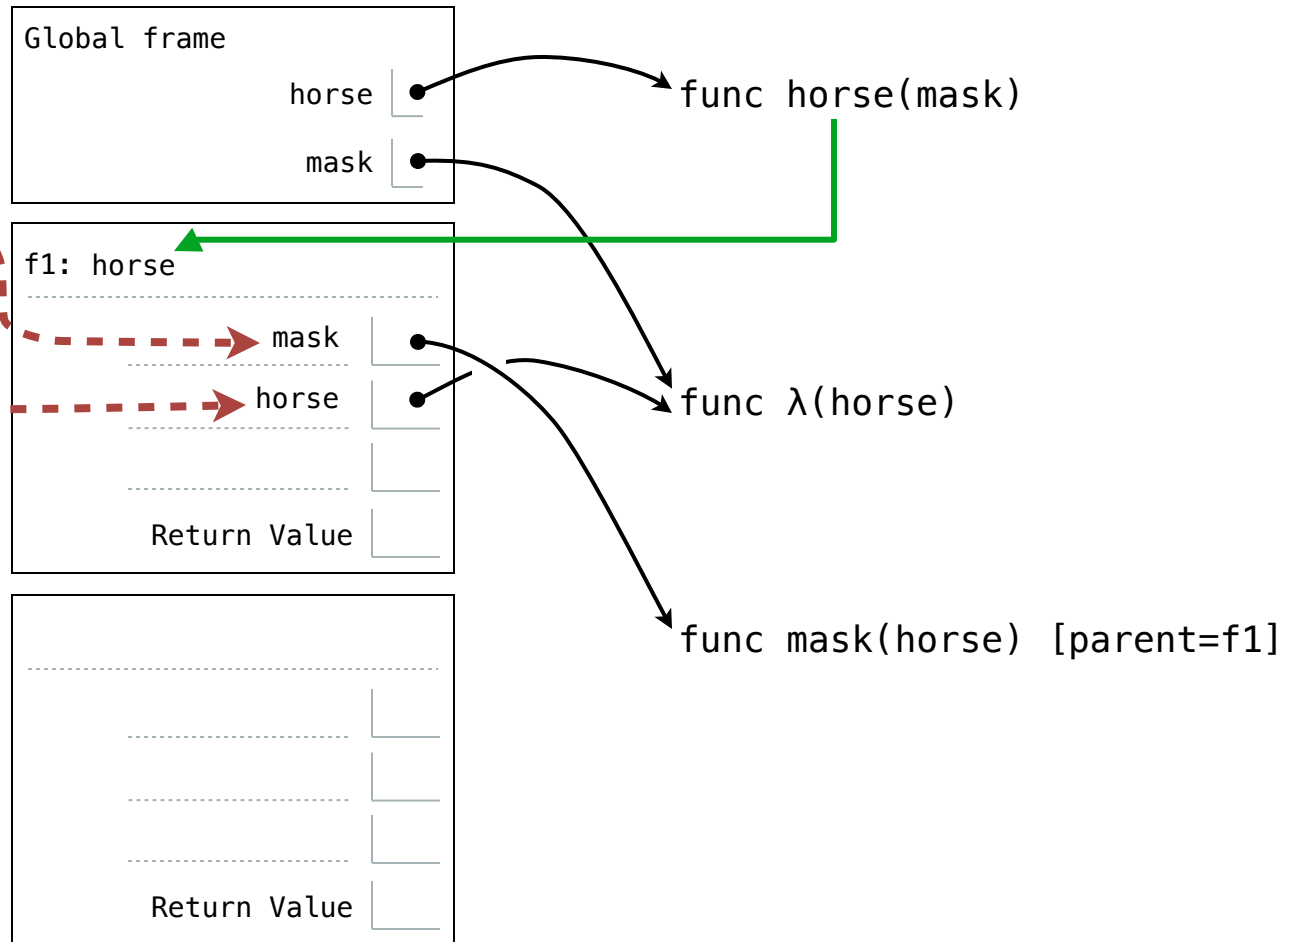 Global frame
horse
func horse(mask)
mask
f1: horse
mask
horse
func λ(horse)
Return Value
func mask(horse) [parent=f1]
Return Value